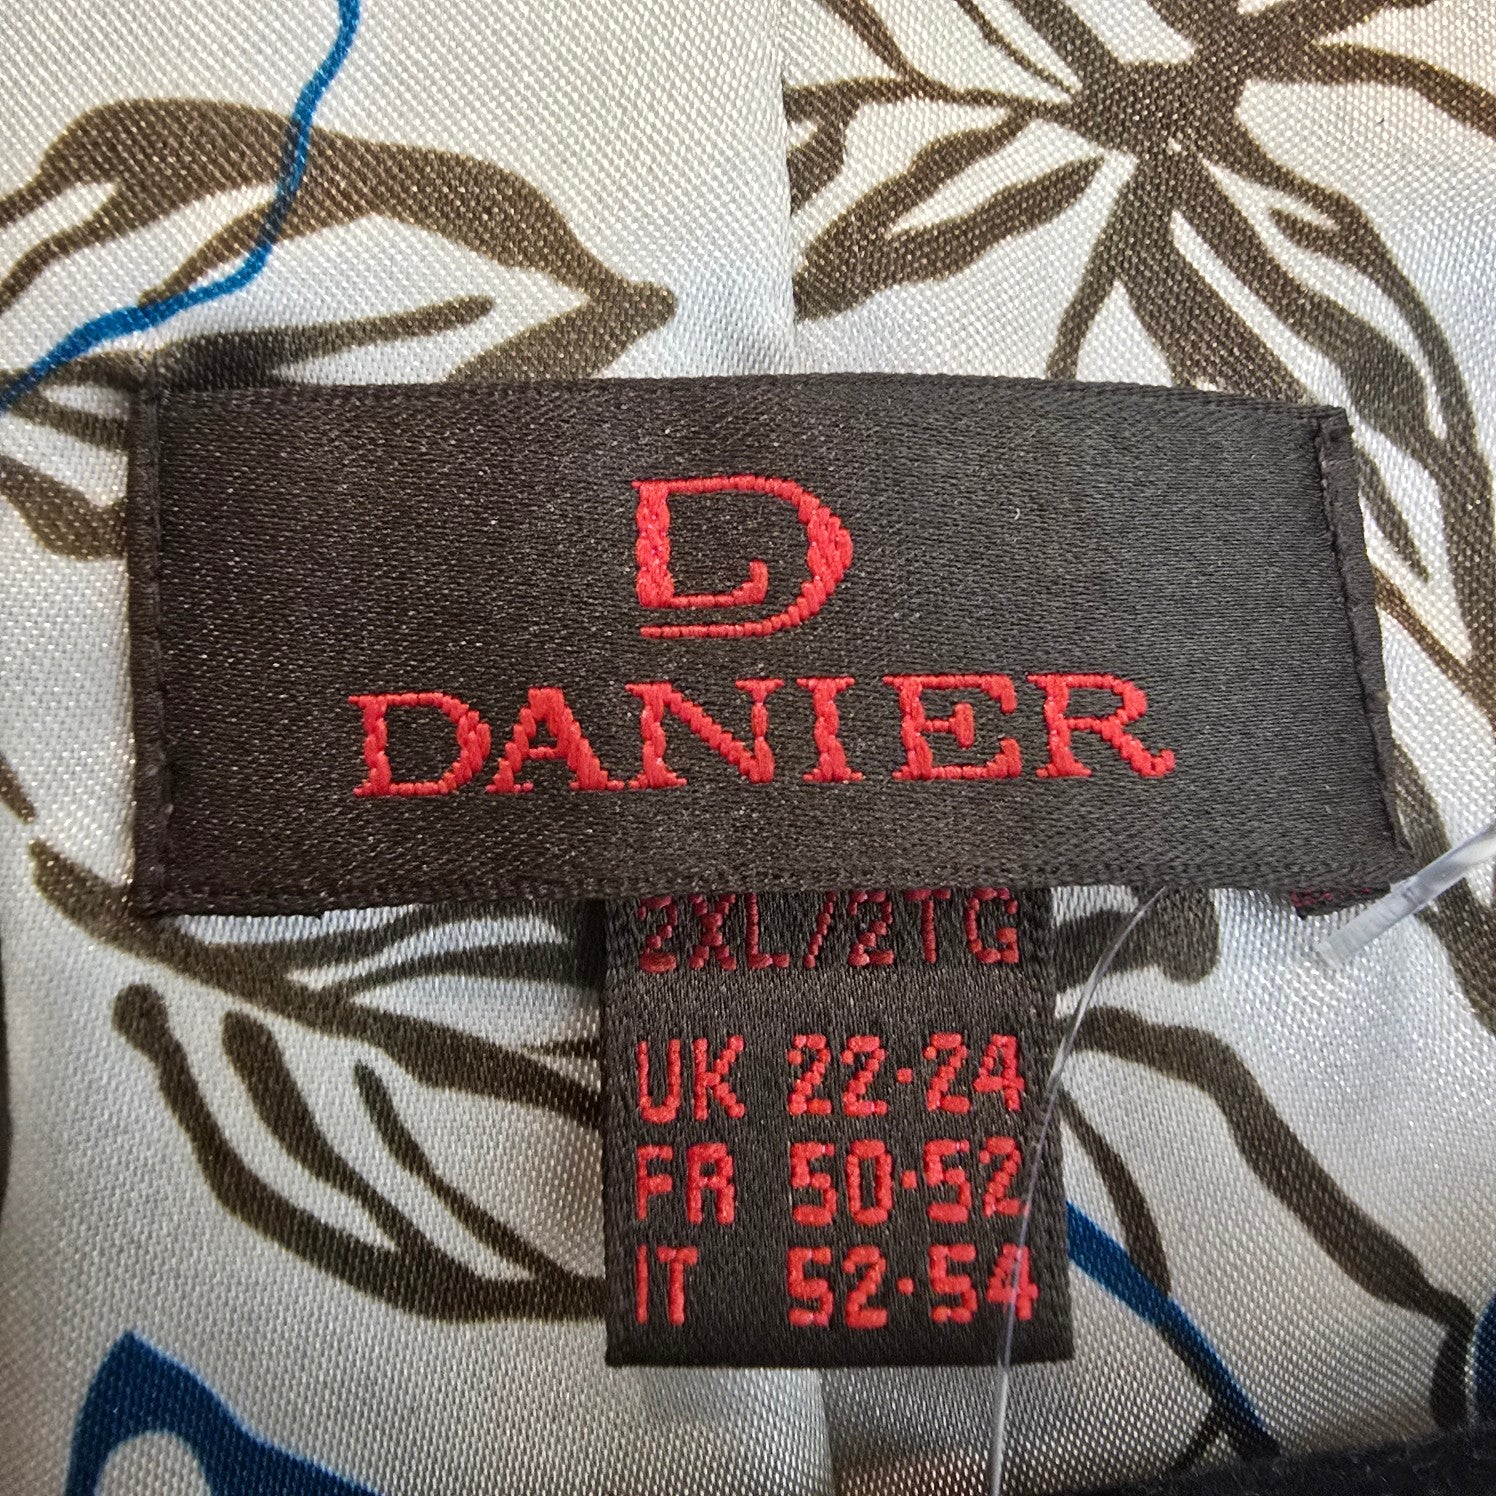 D
DANIER
2XL/2TG
UK 22-24
FR 50-52
IT 52-54